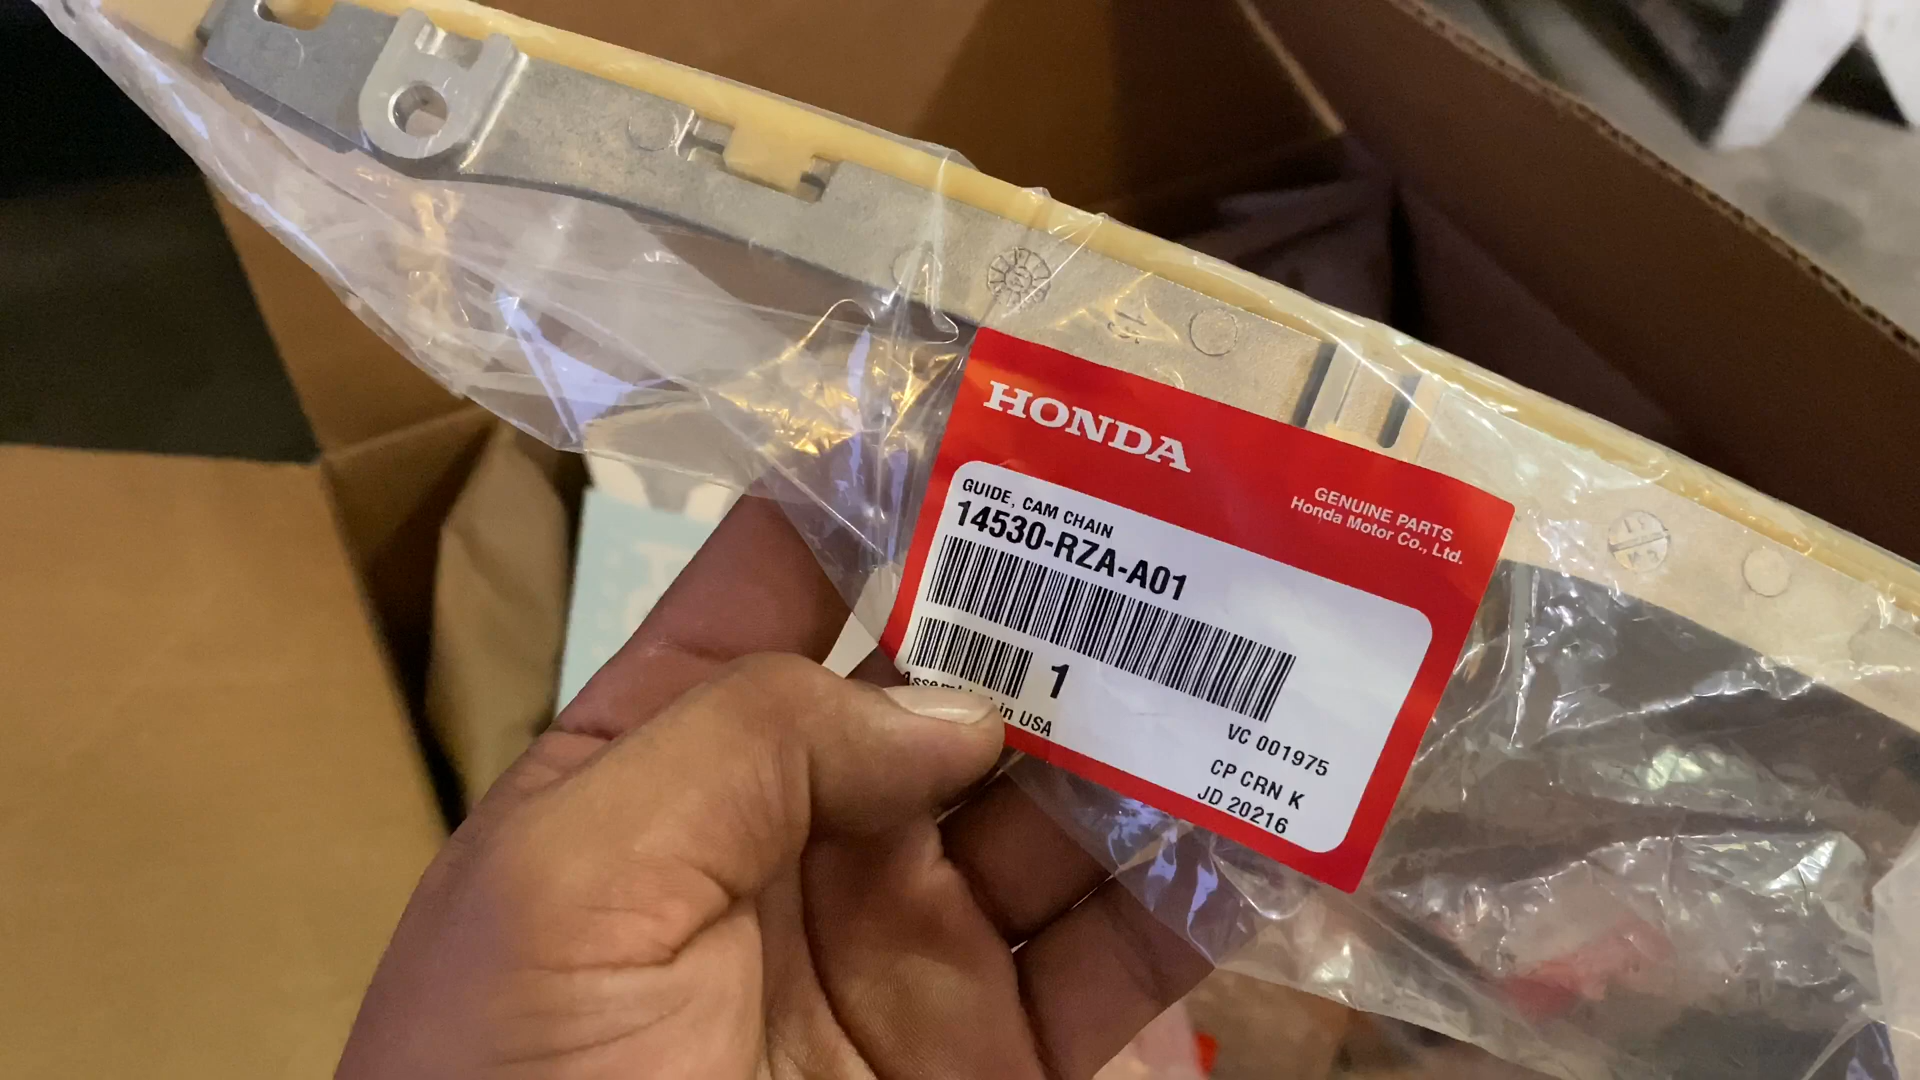 HONDA
GENUINE PARTS
Honda Motor Co., Ltd.
GUIDE, CAM CHAIN
14530-RZA-A01
1
in USA
VC 001975
CP CRN K
JD 20216
13